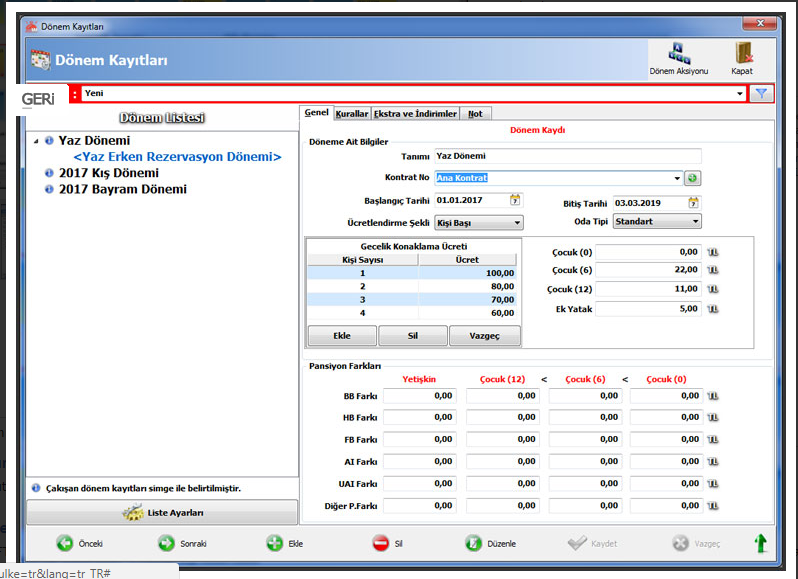 Dönem Kayıtları
Dönem Kayıtları
Dönem Aksiyonu
Kapat
GERİ
: Yeni
Dönem Listesi
Yaz Dönemi
<Yaz Erken Rezervasyon Dönemi>
2017 Kış Dönemi
2017 Bayram Dönemi
Çakışan dönem kayıtları simge ile belirtilmiştir.
Liste Ayarları
Genel Kurallar Ekstra ve İndirimler Not
Dönem Kaydı
Döneme Ait Bilgiler
Tanımı Yaz Dönemi
Kontrat No Ana Kontrat
Başlangıç Tarihi 01.01.2017 Bitiş Tarihi 03.03.2019
Ücretlendirme Şekli Kişi Başı Oda Tipi Standart
Gecelik Konaklama Ücreti
Kişi Sayısı Ücret
1 100,00
2 80,00
3 70,00
4 60,00
Ekle Sil Vazgeç
Çocuk (0) 0,00 TL
Çocuk (6) 22,00 TL
Çocuk (12) 11,00 TL
Ek Yatak 5,00 TL
Pansiyon Farkları
Yetişkin Çocuk (12) < Çocuk (6) < Çocuk (0)
BB Farkı 0,00 0,00 0,00 0,00 TL
HB Farkı 0,00 0,00 0,00 0,00 TL
FB Farkı 0,00 0,00 0,00 0,00 TL
AI Farkı 0,00 0,00 0,00 0,00 TL
UAI Farkı 0,00 0,00 0,00 0,00 TL
Diğer P.Farkı 0,00 0,00 0,00 0,00 TL
Önceki Sonraki Ekle Sil Düzenle Kaydet Vazgeç
ulke=tr&lang=tr_TR#